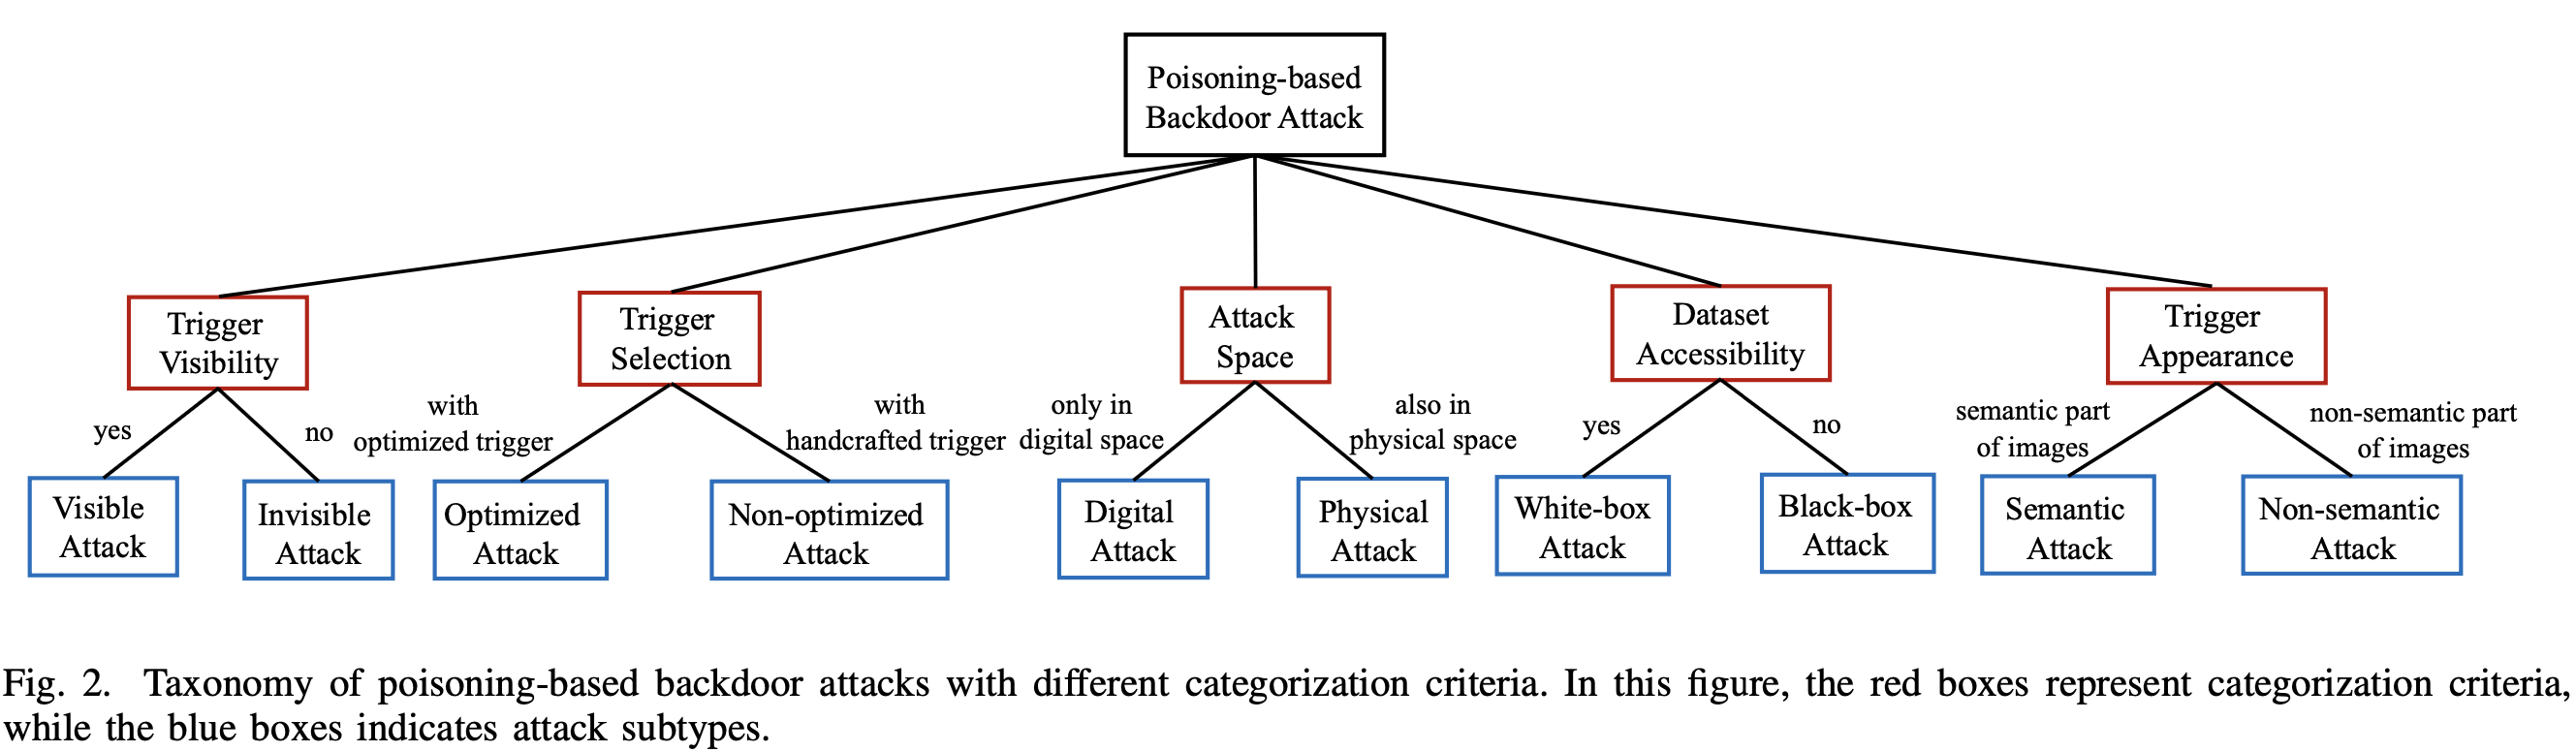 Poisoning-based
Backdoor Attack
Trigger
Visibility
Trigger
Selection
Attack
Space
Dataset
Accessibility
Trigger
Appearance
yes
no
with
optimized trigger
with
handcrafted trigger
only in
digital space
also in
physical space
yes
no
semantic part
of images
non-semantic part
of images
Visible
Attack
Invisible
Attack
Optimized
Attack
Non-optimized
Attack
Digital
Attack
Physical
Attack
White-box
Attack
Black-box
Attack
Semantic
Attack
Non-semantic
Attack
Fig. 2. Taxonomy of poisoning-based backdoor attacks with different categorization criteria. In this figure, the red boxes represent categorization criteria,
while the blue boxes indicates attack subtypes.